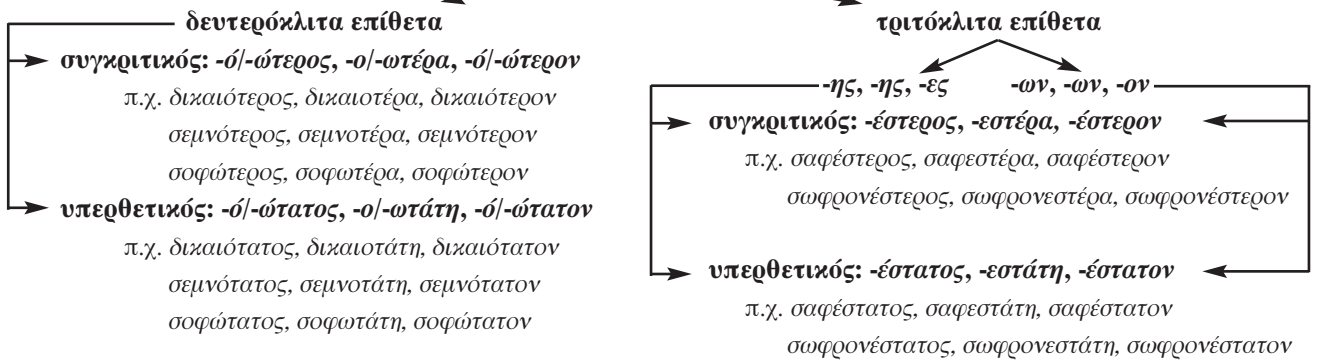 δευτερόκλιτα επίθετα
συγκριτικός: -ό/-ώτερος, -ο/-ωτέρα, -ό/-ώτερον
π.χ. δικαιότερος, δικαιοτέρα, δικαιότερον
σεμνότερος, σεμνοτέρα, σεμνότερον
σοφώτερος, σοφωτέρα, σοφώτερον
υπερθετικός: -ό/-ώτατος, -ο/-ωτάτη, -ό/-ώτατον
π.χ. δικαιότατος, δικαιοτάτη, δικαιότατον
σεμνότατος, σεμνοτάτη, σεμνότατον
σοφώτατος, σοφωτάτη, σοφώτατον
τριτόκλιτα επίθετα
-ης, -ης, -ες -ων, -ων, -ον
συγκριτικός: -έστερος, -εστέρα, -έστερον
π.χ. σαφέστερος, σαφεστέρα, σαφέστερον
σωφρονέστερος, σωφρονεστέρα, σωφρονέστερον
υπερθετικός: -έστατος, -εστάτη, -έστατον
π.χ. σαφέστατος, σαφεστάτη, σαφέστατον
σωφρονέστατος, σωφρονεστάτη, σωφρονέστατον